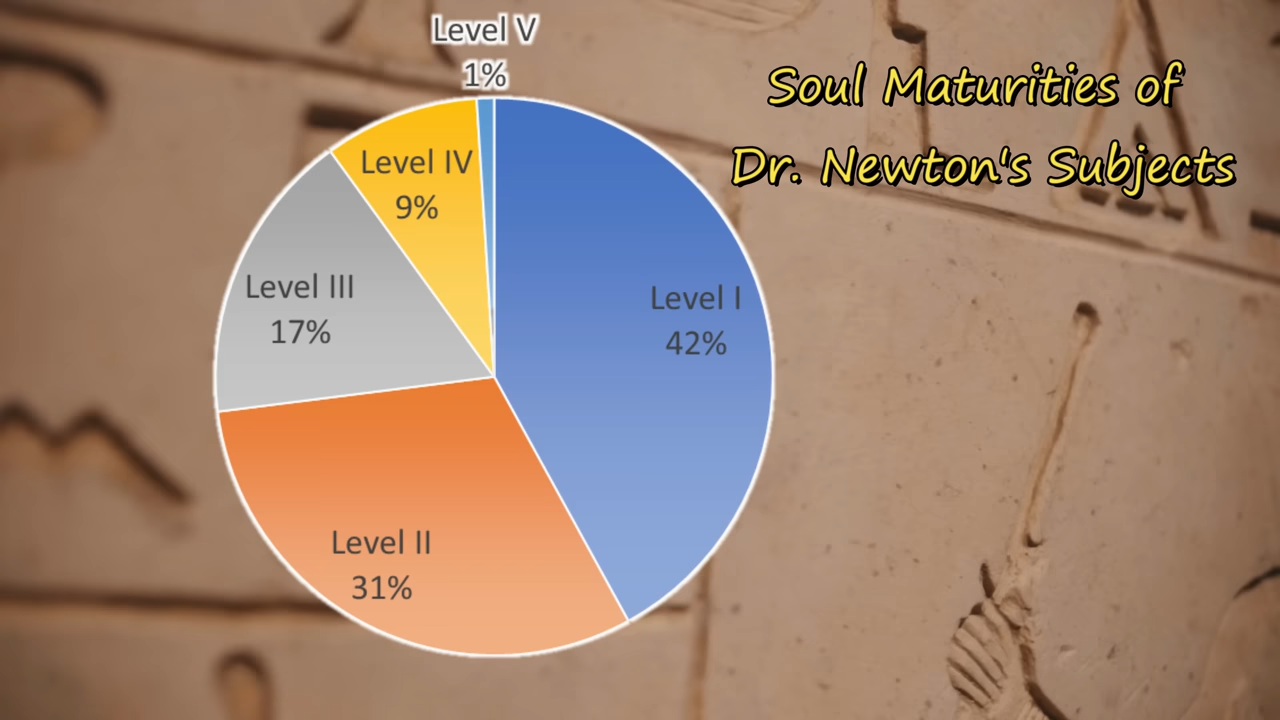 Level V
1%
Soul Maturities of
Dr. Newton's Subjects
Level IV
9%
Level III
17%
Level I
42%
Level II
31%